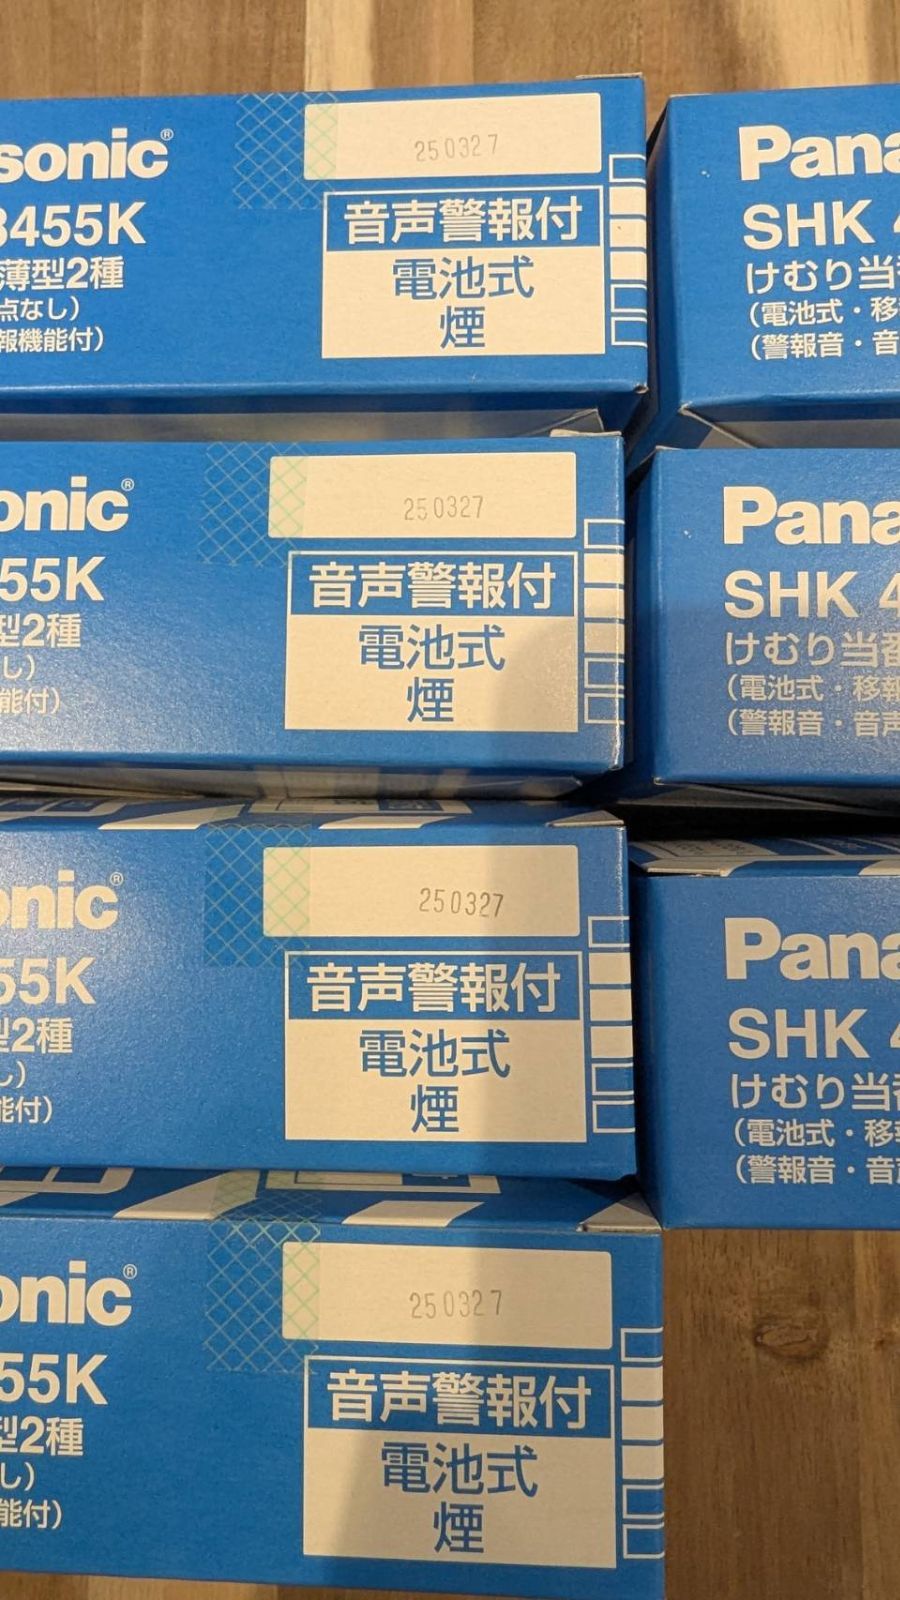 sonic®
250327
音声警報付
電池式
煙
3455K
薄型2種
点なし)
報機能付)
Pana
SHK 4
けむり当番
(電池式・移
(警報音・音
onic®
250327
音声警報付
電池式
煙
55K
型2種
し)
能付)
Pana
SHK 4
けむり当番
(電池式・移報
(警報音・音声
onic®
250327
音声警報付
電池式
煙
55K
型2種
し)
能付)
Pana
SHK 4
けむり当番
(電池式・移
(警報音・音
onic®
250327
音声警報付
電池式
煙
55K
型2種
し)
能付)